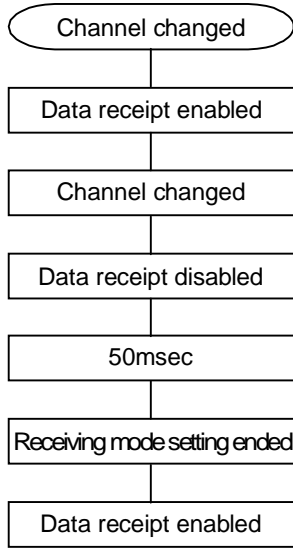 Channel changed
Data receipt enabled
Channel changed
Data receipt disabled
50msec
Receiving mode setting ended
Data receipt enabled